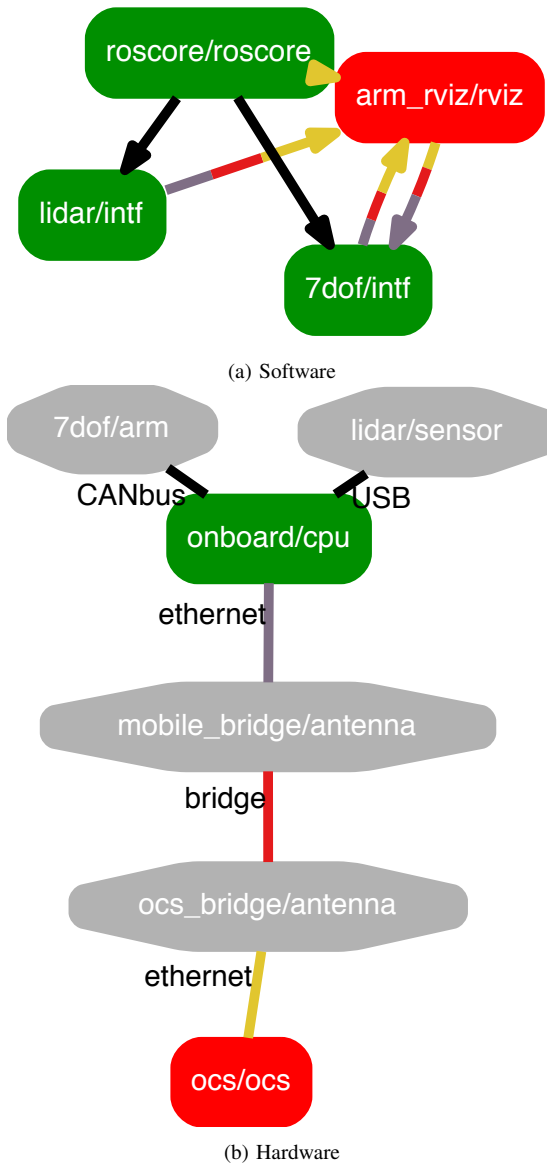 roscore/roscore
arm_rviz/rviz
lidar/intf
7dof/intf
(a) Software
7dof/arm
lidar/sensor
CANbus
USB
onboard/cpu
ethernet
mobile_bridge/antenna
bridge
ocs_bridge/antenna
ethernet
ocs/ocs
(b) Hardware